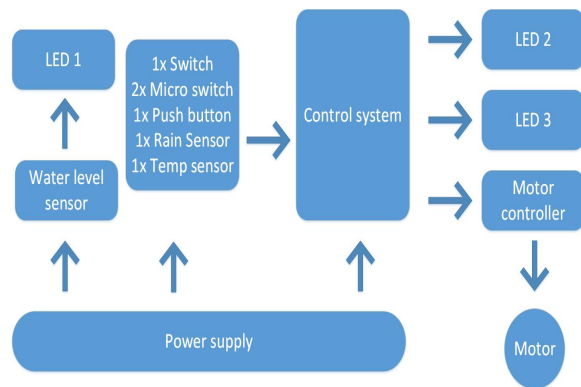 LED 1
Water level
sensor
1x Switch
2x Micro switch
1x Push button
1x Rain Sensor
1x Temp sensor
Control system
LED 2
LED 3
Motor
controller
Motor
Power supply